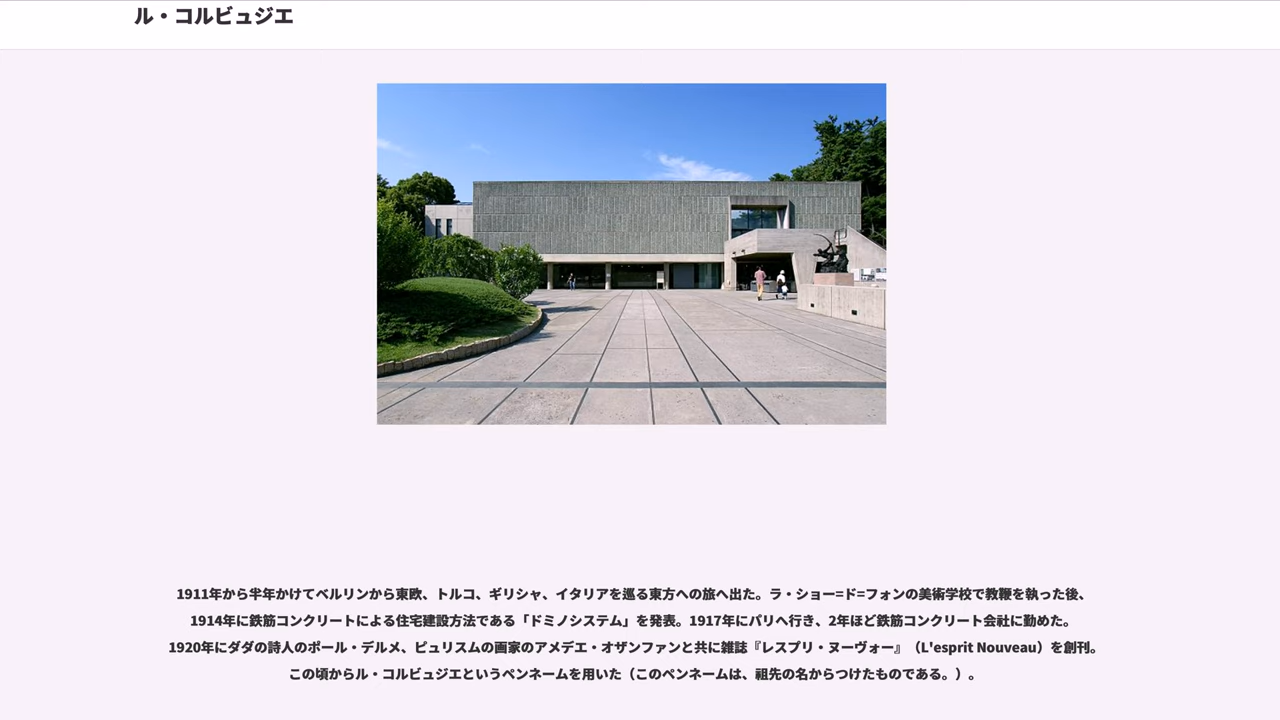 ル・コルビュジエ
1911年から半年かけてベルリンから東欧、トルコ、ギリシャ、イタリアを巡る東方への旅へ出た。ラ・ショー=ド=フォンの美術学校で教鞭を執った後、
1914年に鉄筋コンクリートによる住宅建設方法である「ドミノシステム」を発表。1917年にパリへ行き、2年ほど鉄筋コンクリート会社に勤めた。
1920年にダダの詩人のポール・デルメ、ピュリスムの画家のアメデエ・オザンファンと共に雑誌『レスプリ・ヌーヴォー』（L'esprit Nouveau）を創刊。
この頃からル・コルビュジエというペンネームを用いた（このペンネームは、祖先の名からつけたものである。）。